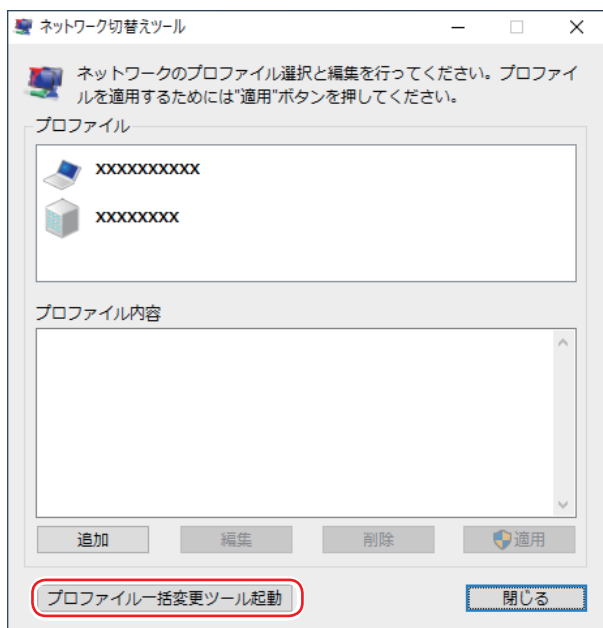 ネットワーク切替えツール
ネットワークのプロファイル選択と編集を行ってください。プロファイ
ルを適用するためには"適用"ボタンを押してください。
プロファイル
xxxxxxxxxx
xxxxxxxx
プロファイル内容
追加
編集
削除
適用
プロファイル一括変更ツール起動
閉じる